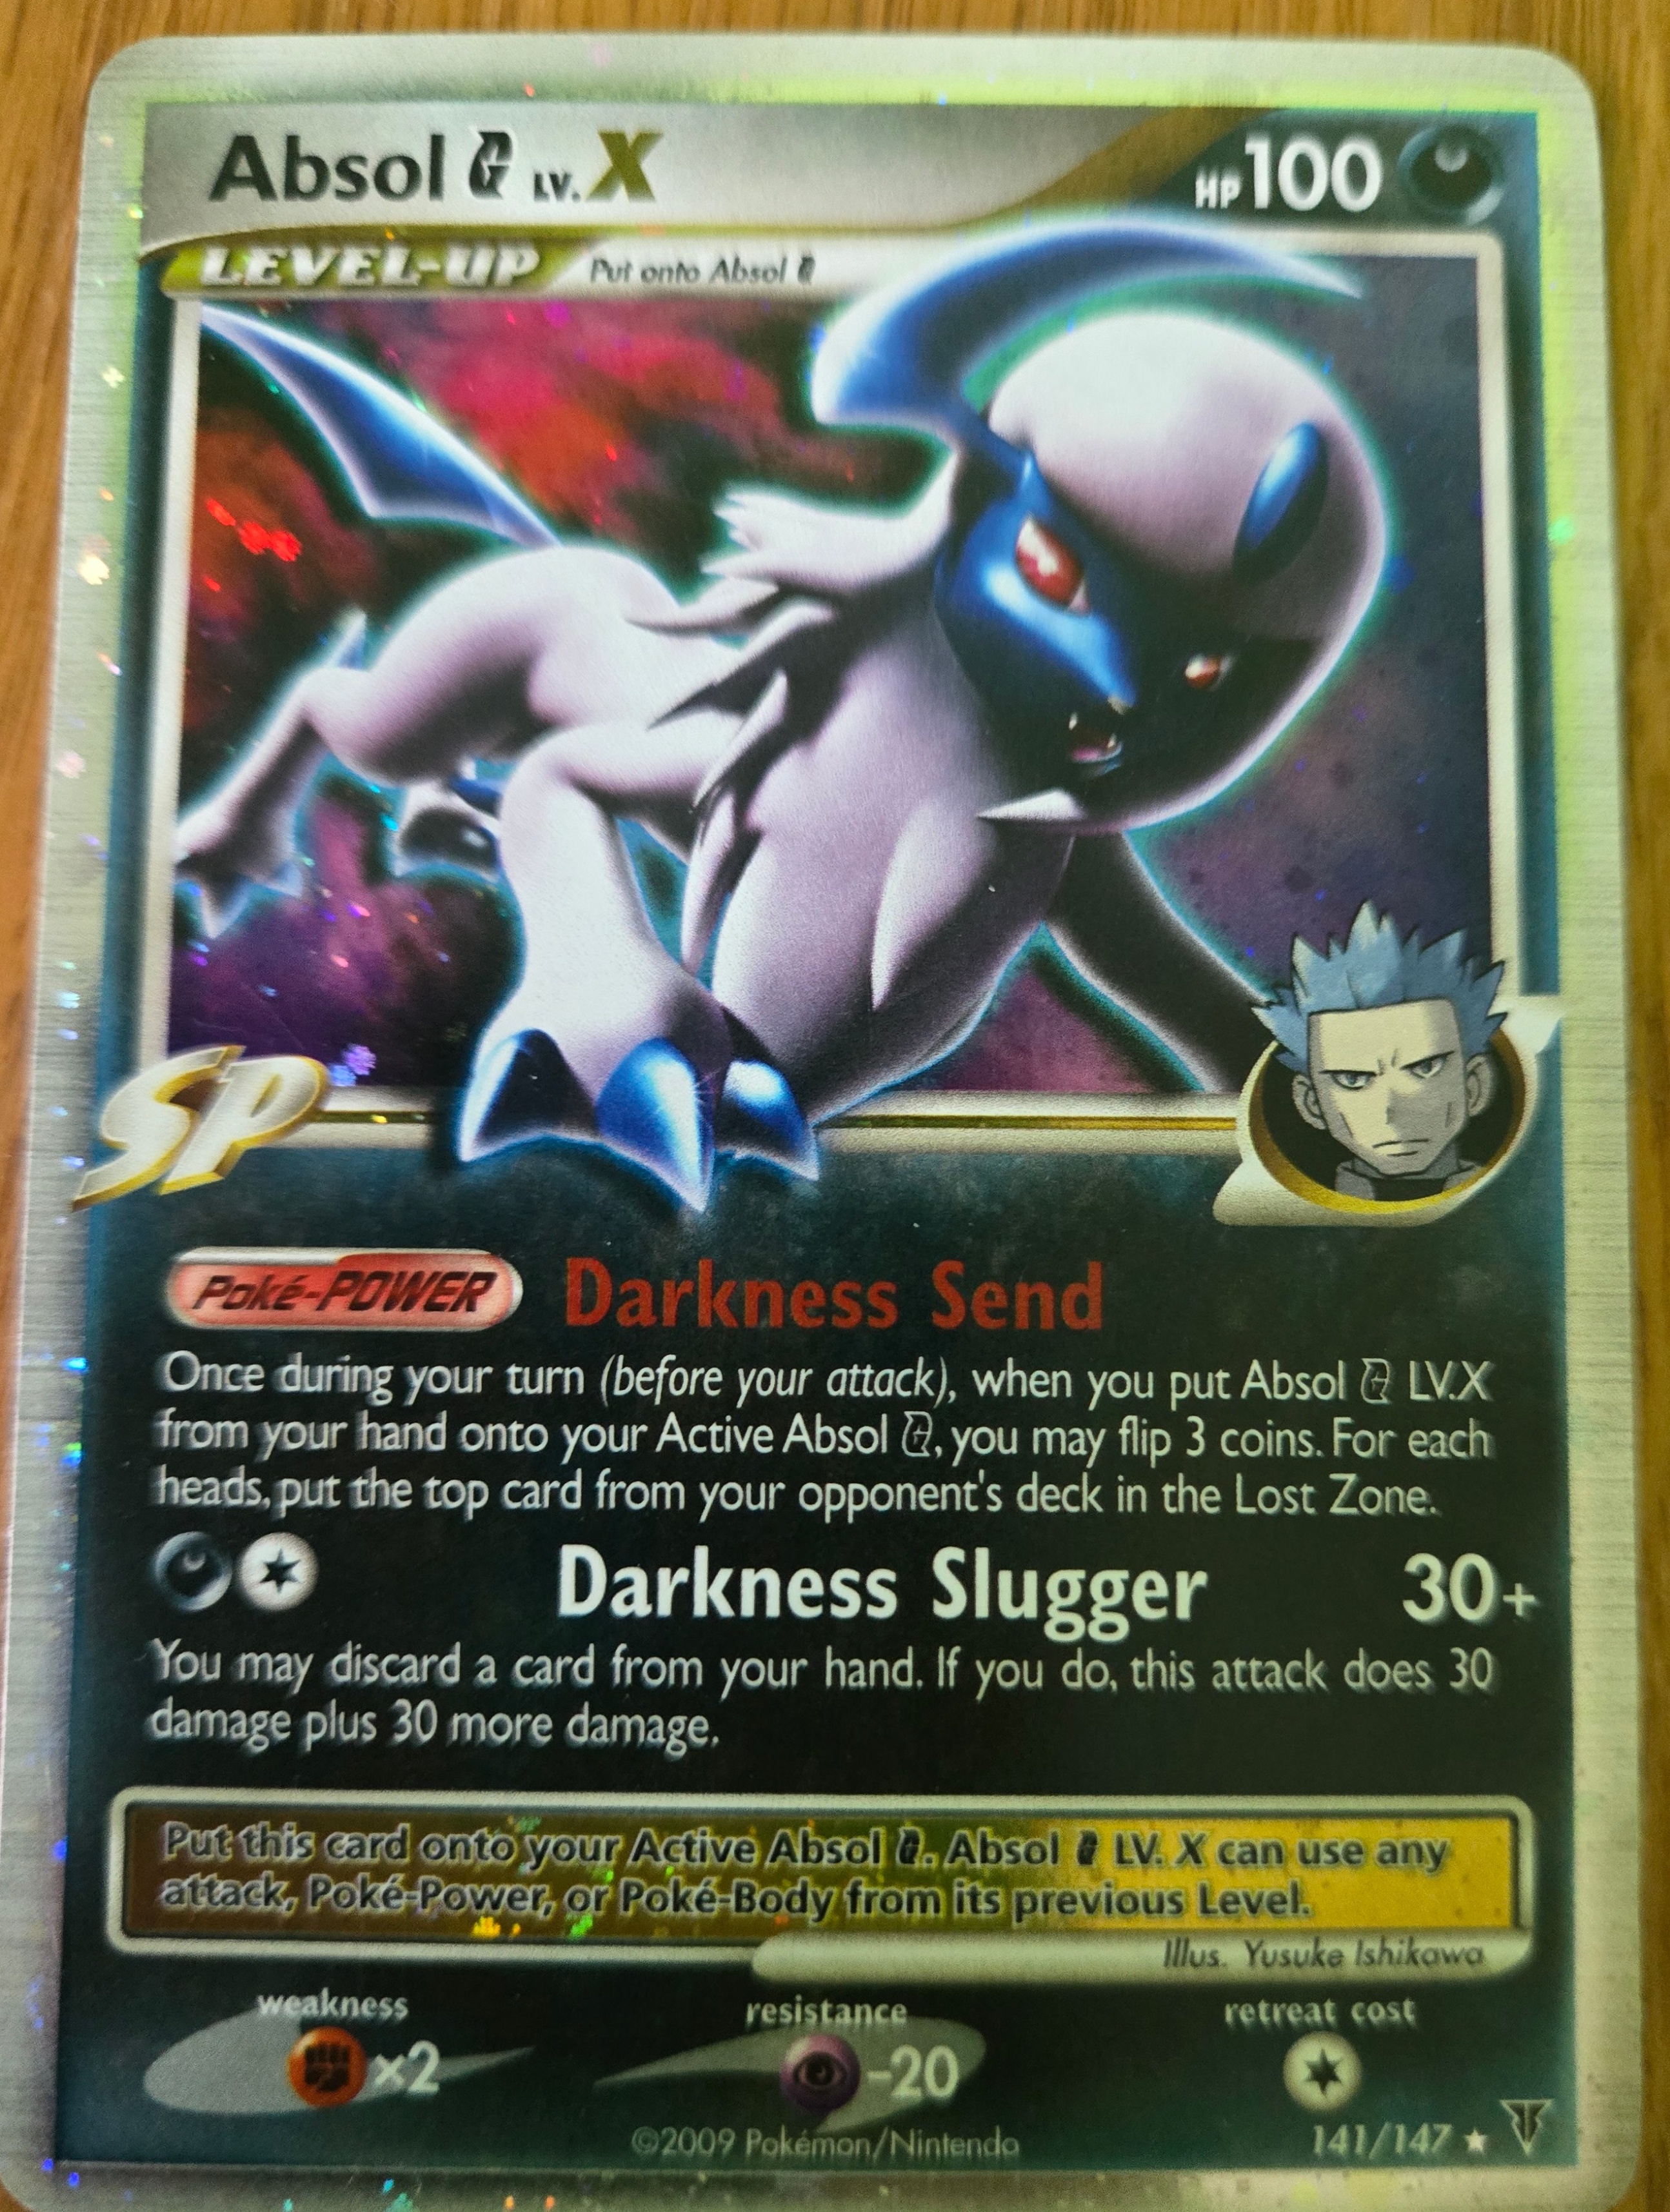 Absol G LV. X HP 100
LEVEL-UP Put onto Absol G
SP
Poké-POWER Darkness Send
Once during your turn (before your attack), when you put Absol G LV.X
from your hand onto your Active Absol G, you may flip 3 coins. For each
heads, put the top card from your opponent's deck in the Lost Zone.
Darkness Slugger 30+
You may discard a card from your hand. If you do, this attack does 30
damage plus 30 more damage.
Put this card onto your Active Absol G. Absol G LV. X can use any
attack, Poké-Power, or Poké-Body from its previous Level.
Illus. Yusuke Ishikawa
weakness resistance retreat cost
×2 -20
©2009 Pokémon/Nintendo 141/147 ★